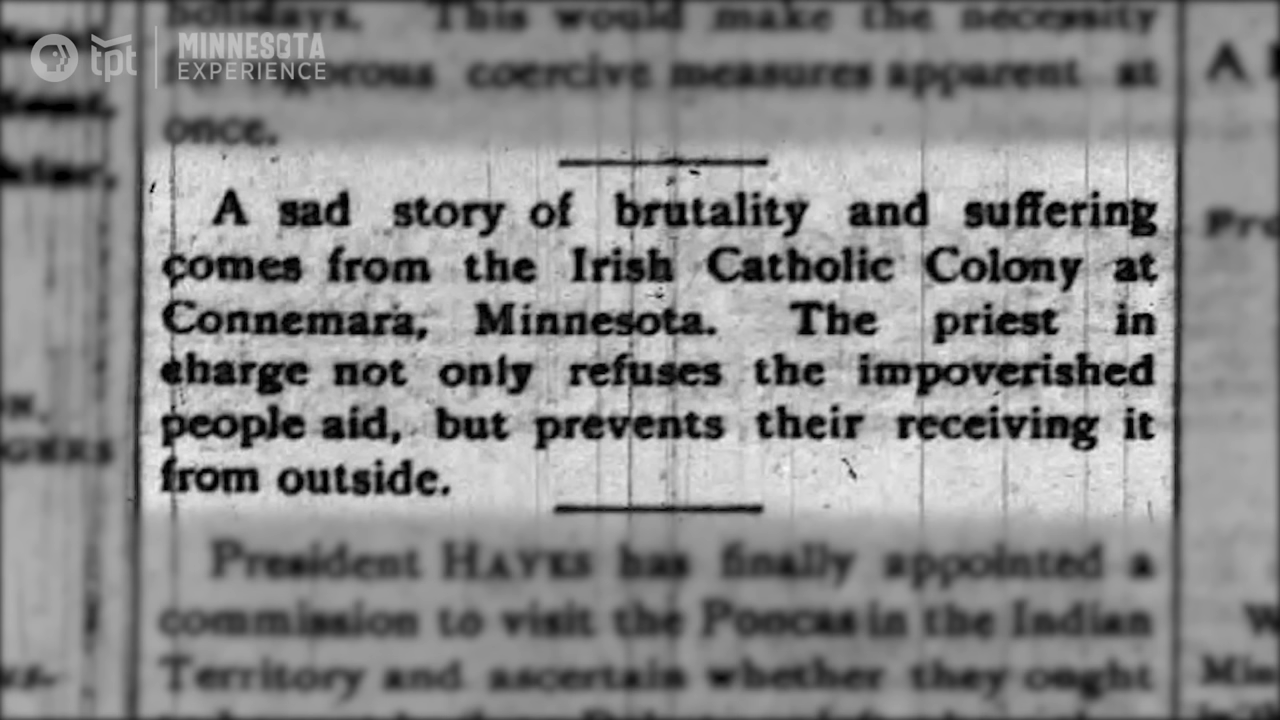 tpt
MINNESOTA
EXPERIENCE
holidays. This would make the necessity
rigorous coercive measures apparent at
once.
A sad story of brutality and suffering
comes from the Irish Catholic Colony at
Connemara, Minnesota. The priest in
charge not only refuses the impoverished
people aid, but prevents their receiving it
from outside.
President HAYES has finally appointed a
commission to visit the Poncas in the Indian
Territory and ascertain whether they ought